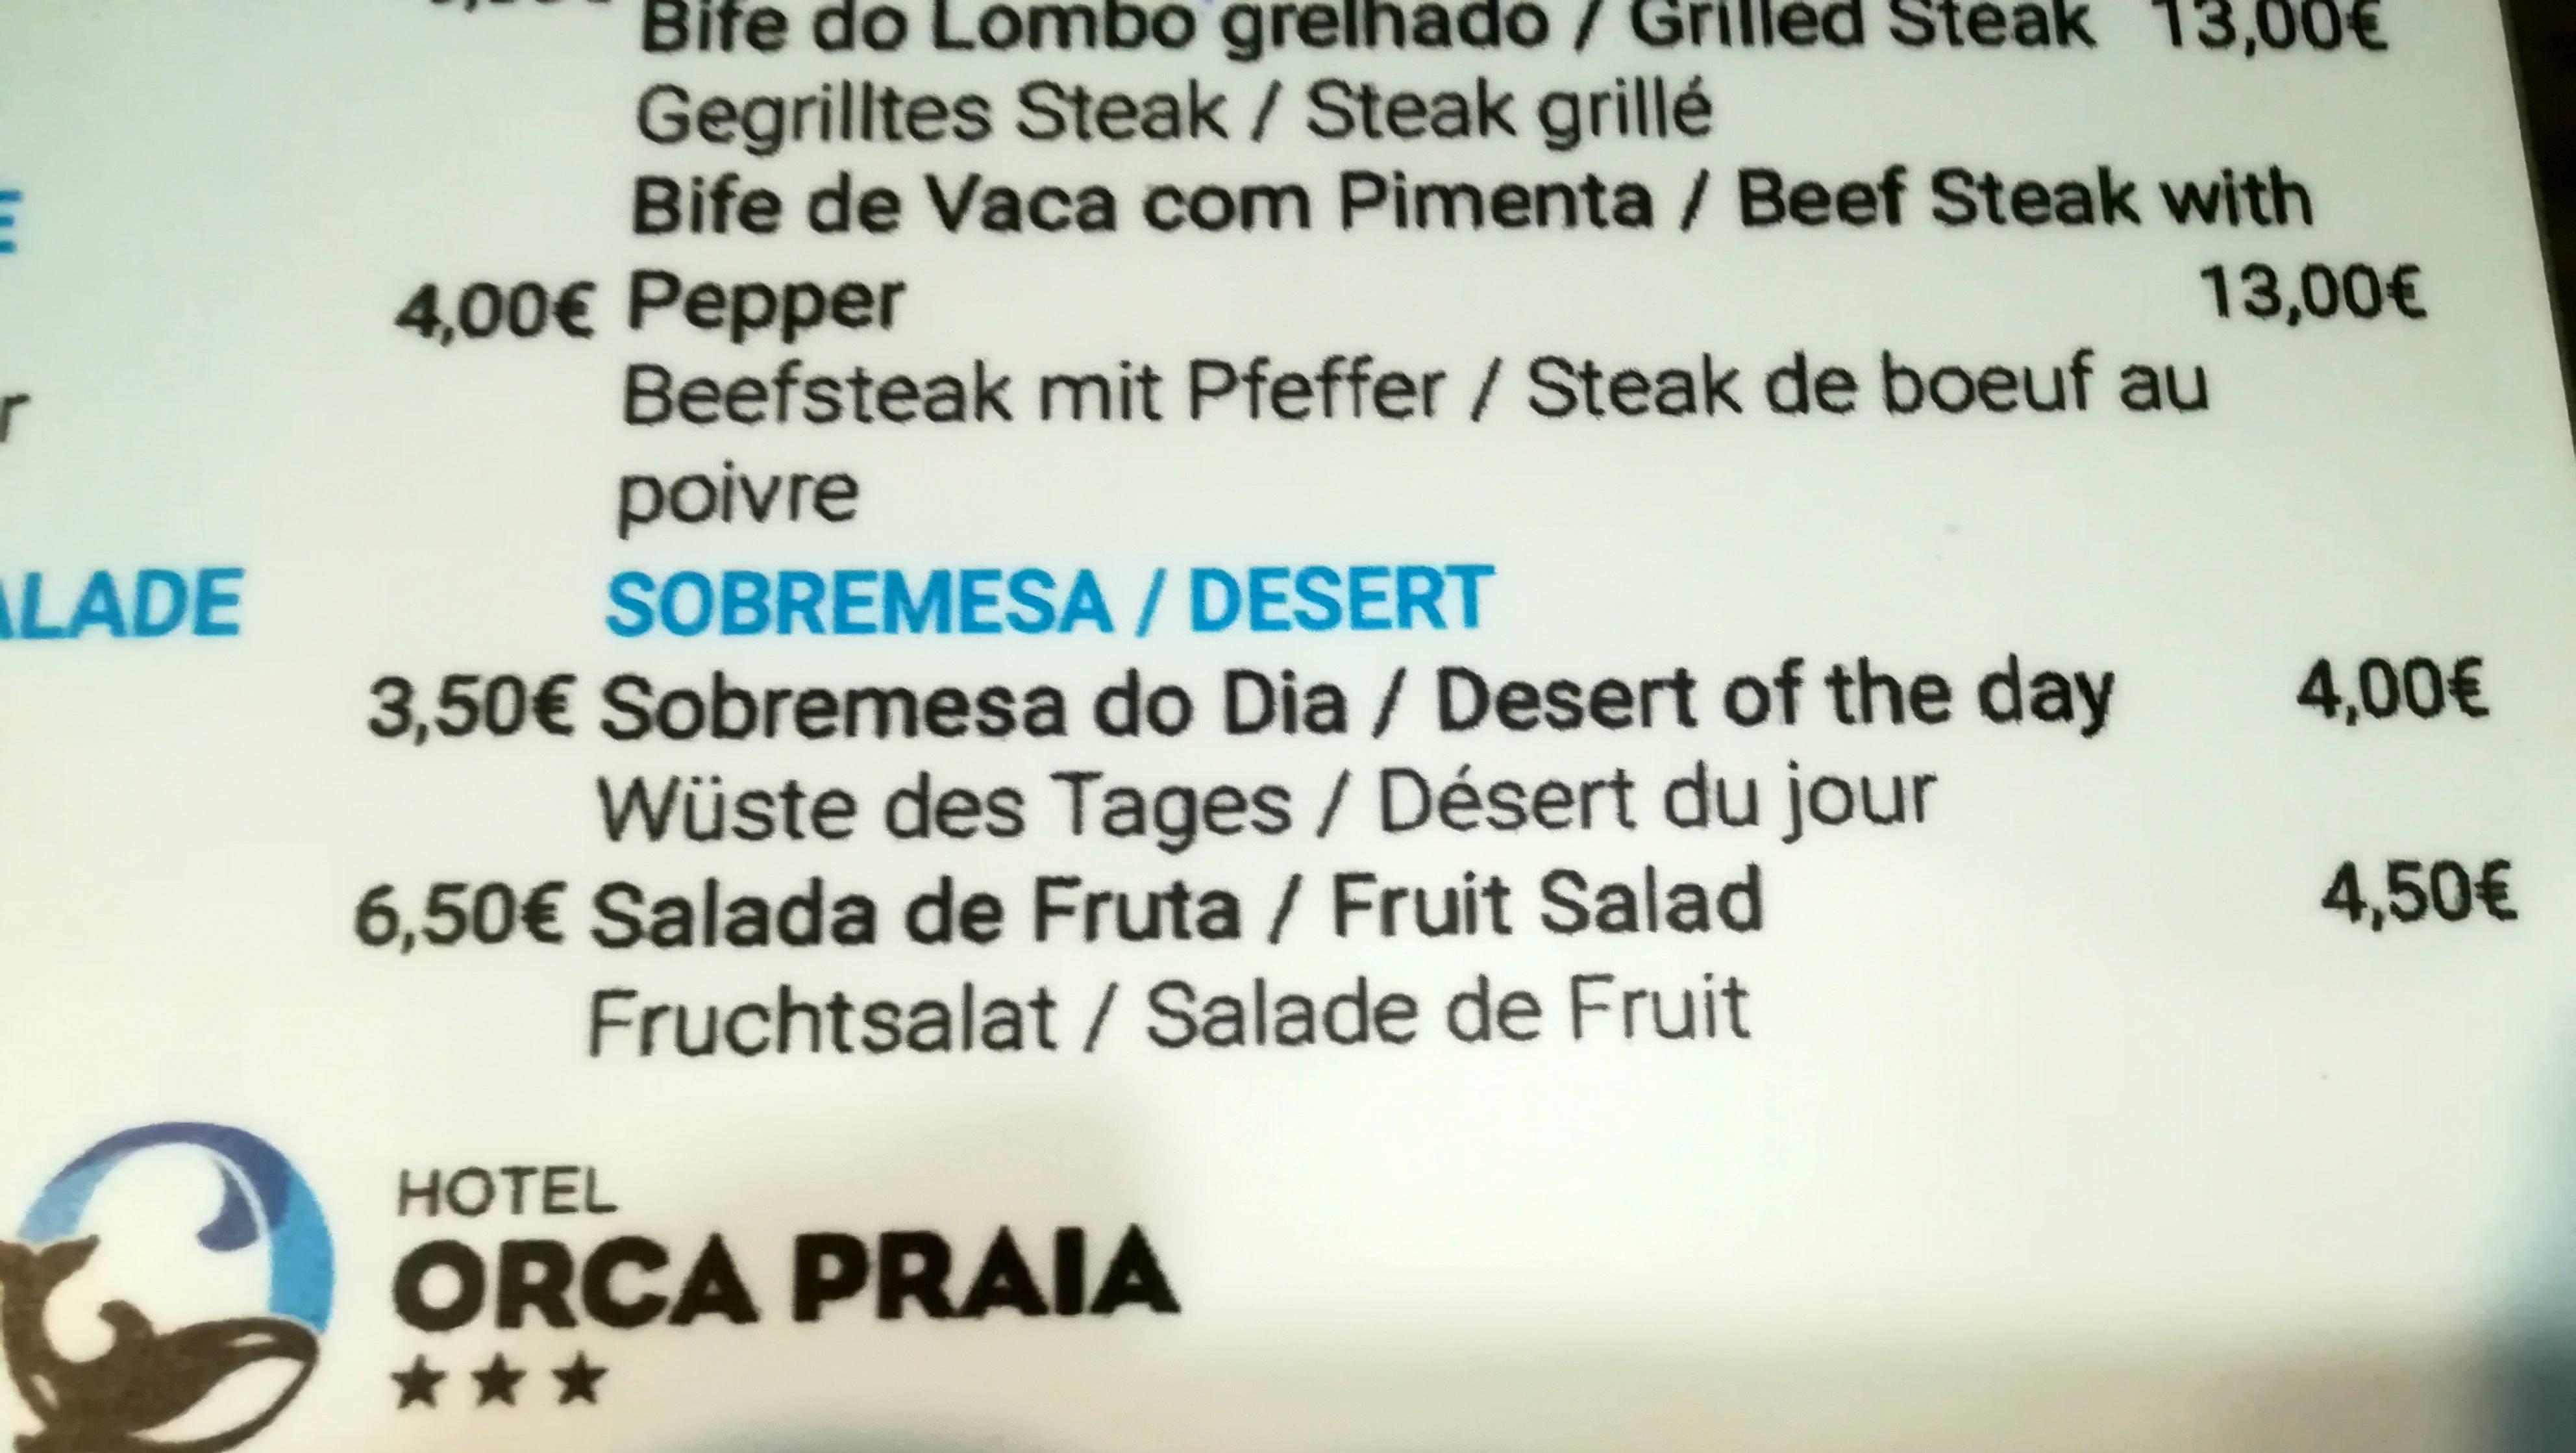 Bife do Lombo grelhado / Grilled Steak 13,00€
Gegrilltes Steak / Steak grillé
E
Bife de Vaca com Pimenta / Beef Steak with
4,00€ Pepper 13,00€
r
Beefsteak mit Pfeffer / Steak de boeuf au
poivre
ALADE
SOBREMESA / DESERT
3,50€ Sobremesa do Dia / Desert of the day 4,00€
Wüste des Tages / Désert du jour
6,50€ Salada de Fruta / Fruit Salad 4,50€
Fruchtsalat / Salade de Fruit
HOTEL
ORCA PRAIA